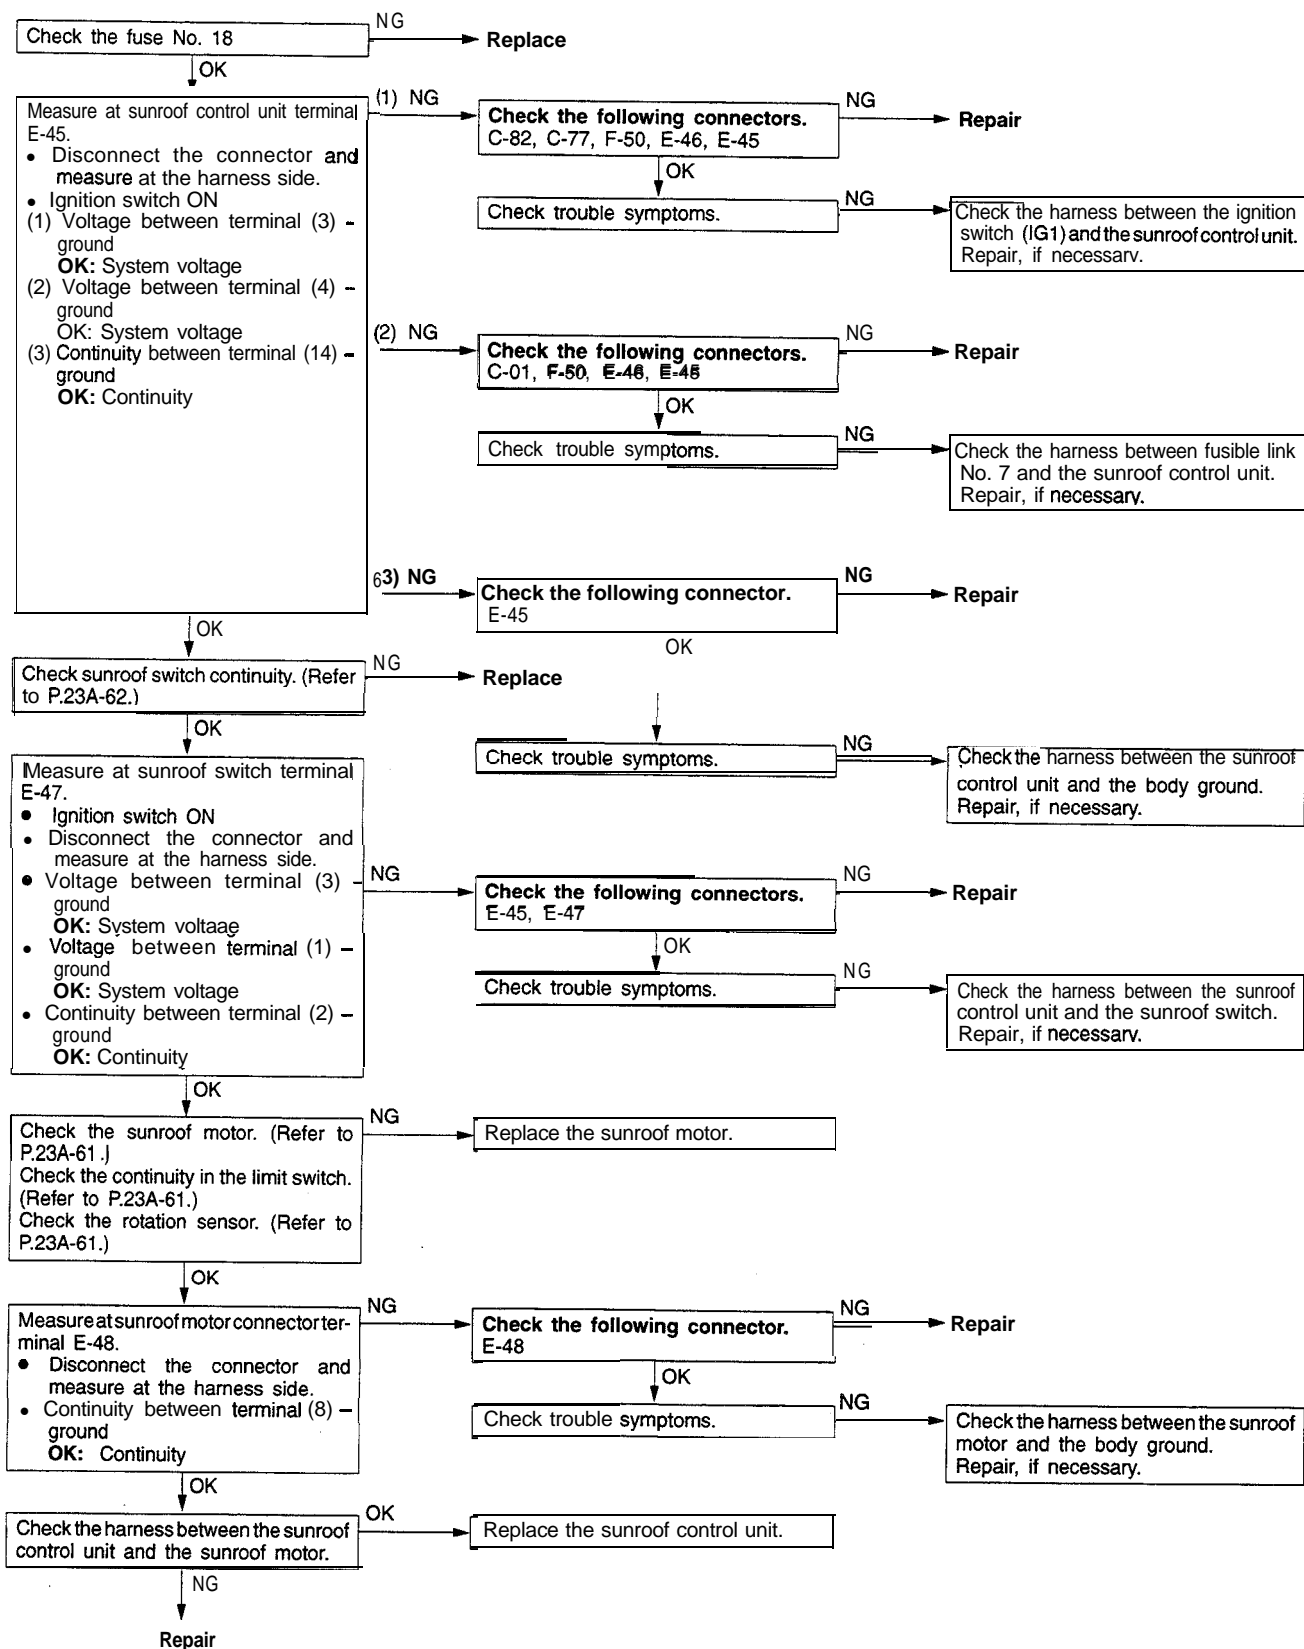 Check the fuse No. 18
NG
Replace
OK
Measure at sunroof control unit terminal
E-45.
• Disconnect the connector and
measure at the harness side.
• Ignition switch ON
(1) Voltage between terminal (3) –
ground
OK: System voltage
(2) Voltage between terminal (4) –
ground
OK: System voltage
(3) Continuity between terminal (14) –
ground
OK: Continuity
(1) NG
Check the following connectors.
C-82, C-77, F-50, E-46, E-45
NG
Repair
OK
Check trouble symptoms.
NG
Check the harness between the ignition
switch (IG1) and the sunroof control unit.
Repair, if necessarv.
(2) NG
Check the following connectors.
C-01, F-50, E-46, E-45
NG
Repair
OK
Check trouble symptoms.
NG
Check the harness between fusible link
No. 7 and the sunroof control unit.
Repair, if necessarv.
63) NG
Check the following connector.
E-45
NG
Repair
OK
Check trouble symptoms.
NG
Check the harness between the sunroof
control unit and the body ground.
Repair, if necessary.
OK
Check sunroof switch continuity. (Refer
to P.23A-62.)
NG
Replace
OK
Measure at sunroof switch terminal
E-47.
• Ignition switch ON
• Disconnect the connector and
measure at the harness side.
• Voltage between terminal (3) –
ground
OK: System voltaae
• Voltage between terminal (1) –
ground
OK: System voltage
• Continuity between terminal (2) –
ground
OK: Continuity
NG
Check the following connectors.
E-45, E-47
NG
Repair
OK
Check trouble symptoms.
NG
Check the harness between the sunroof
control unit and the sunroof switch.
Repair, if necessarv.
OK
Check the sunroof motor. (Refer to
P.23A-61.)
Check the continuity in the limit switch.
(Refer to P.23A-61.)
Check the rotation sensor. (Refer to
P.23A-61.)
NG
Replace the sunroof motor.
OK
Measure at sunroof motor connector ter-
minal E-48.
• Disconnect the connector and
measure at the harness side.
• Continuity between terminal (8) –
ground
OK: Continuity
NG
Check the following connector.
E-48
NG
Repair
OK
Check trouble symptoms.
NG
Check the harness between the sunroof
motor and the body ground.
Repair, if necessary.
OK
Check the harness between the sunroof
control unit and the sunroof motor.
OK
Replace the sunroof control unit.
NG
Repair